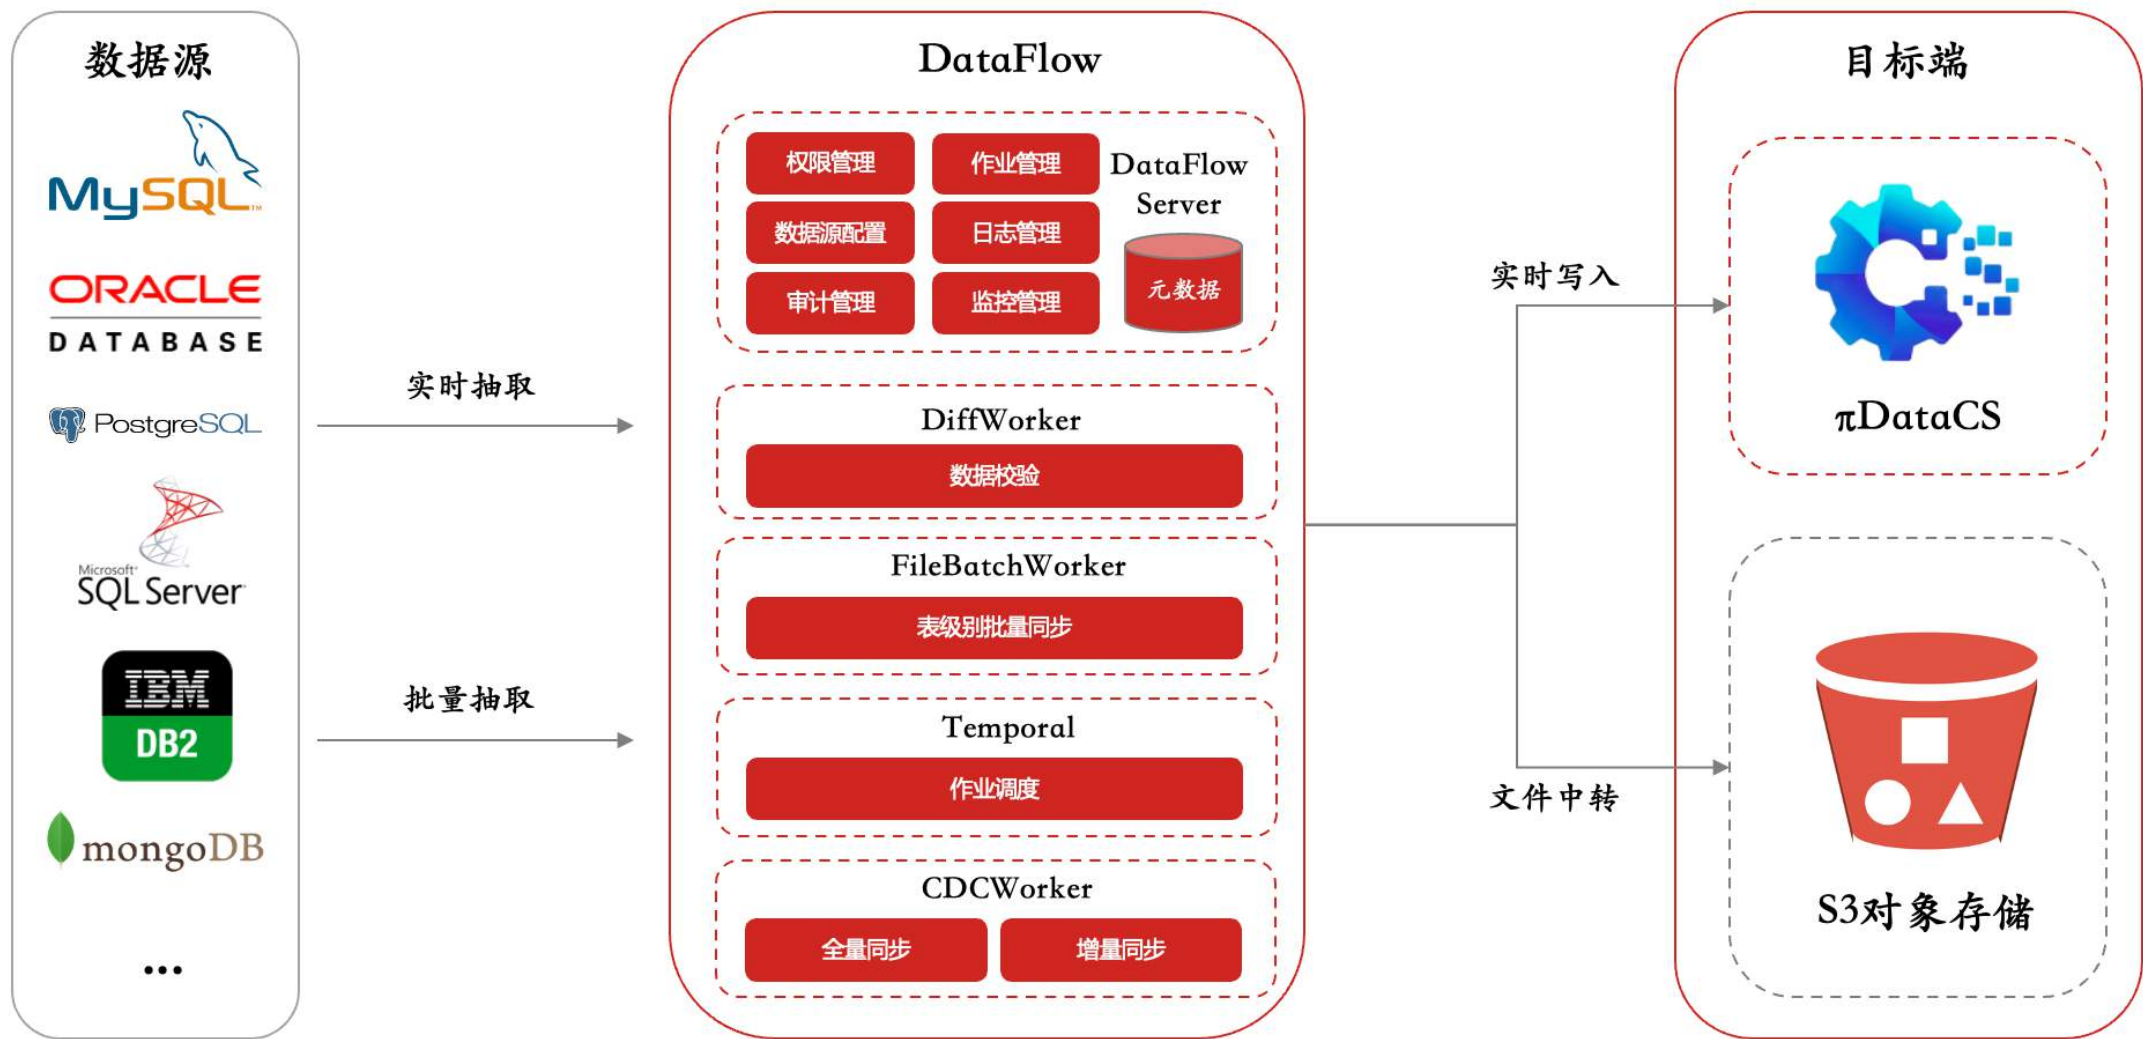 数据源
MySQL™
ORACLE
DATABASE
PostgreSQL
Microsoft
SQL Server
IBM
DB2
mongoDB
...
实时抽取
批量抽取
DataFlow
权限管理
作业管理
数据源配置
日志管理
审计管理
监控管理
DataFlow
Server
元数据
DiffWorker
数据校验
FileBatchWorker
表级别批量同步
Temporal
作业调度
CDCWorker
全量同步
增量同步
实时写入
文件中转
目标端
πDataCS
S3对象存储